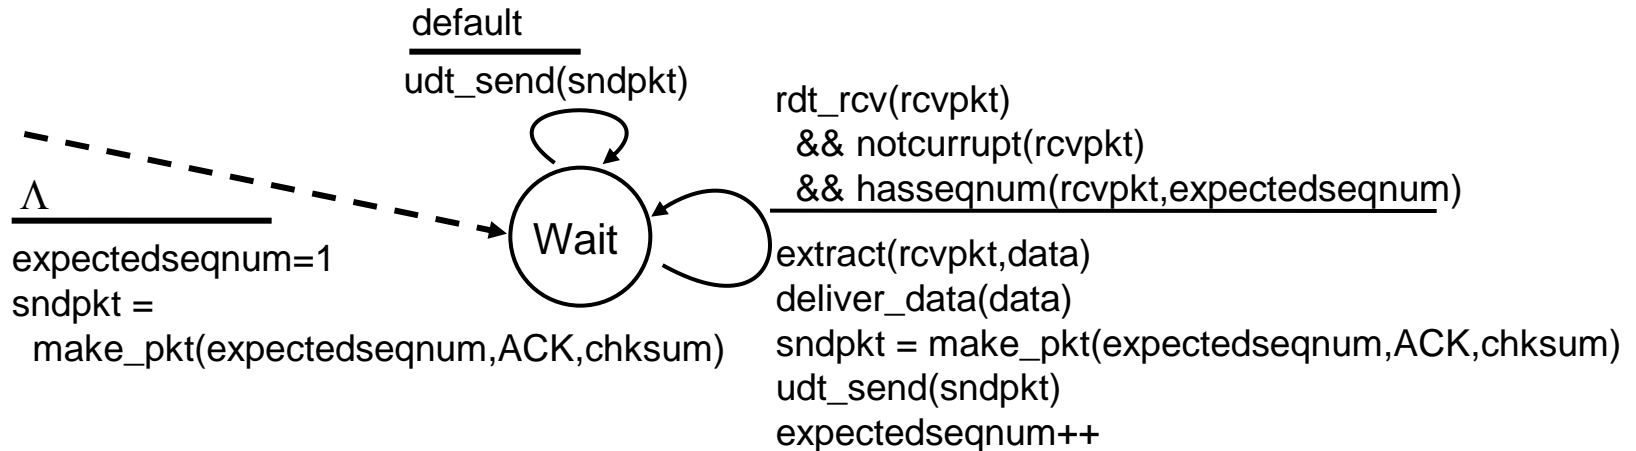 default
udt_send(sndpkt)
rdt_rcv(rcvpkt)
&& notcurrupt(rcvpkt)
&& hasseqnum(rcvpkt,expectedseqnum)
Λ
expectedseqnum=1
sndpkt =
make_pkt(expectedseqnum,ACK,chksum)
Wait
extract(rcvpkt,data)
deliver_data(data)
sndpkt = make_pkt(expectedseqnum,ACK,chksum)
udt_send(sndpkt)
expectedseqnum++